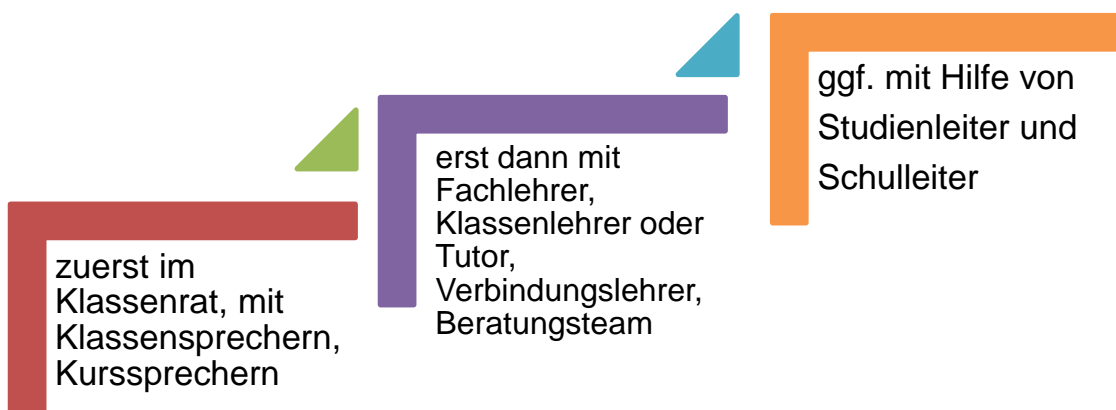 zuerst im
Klassenrat, mit
Klassensprechern,
Kurssprechern
erst dann mit
Fachlehrer,
Klassenlehrer oder
Tutor,
Verbindungslehrer,
Beratungsteam
ggf. mit Hilfe von
Studienleiter und
Schulleiter